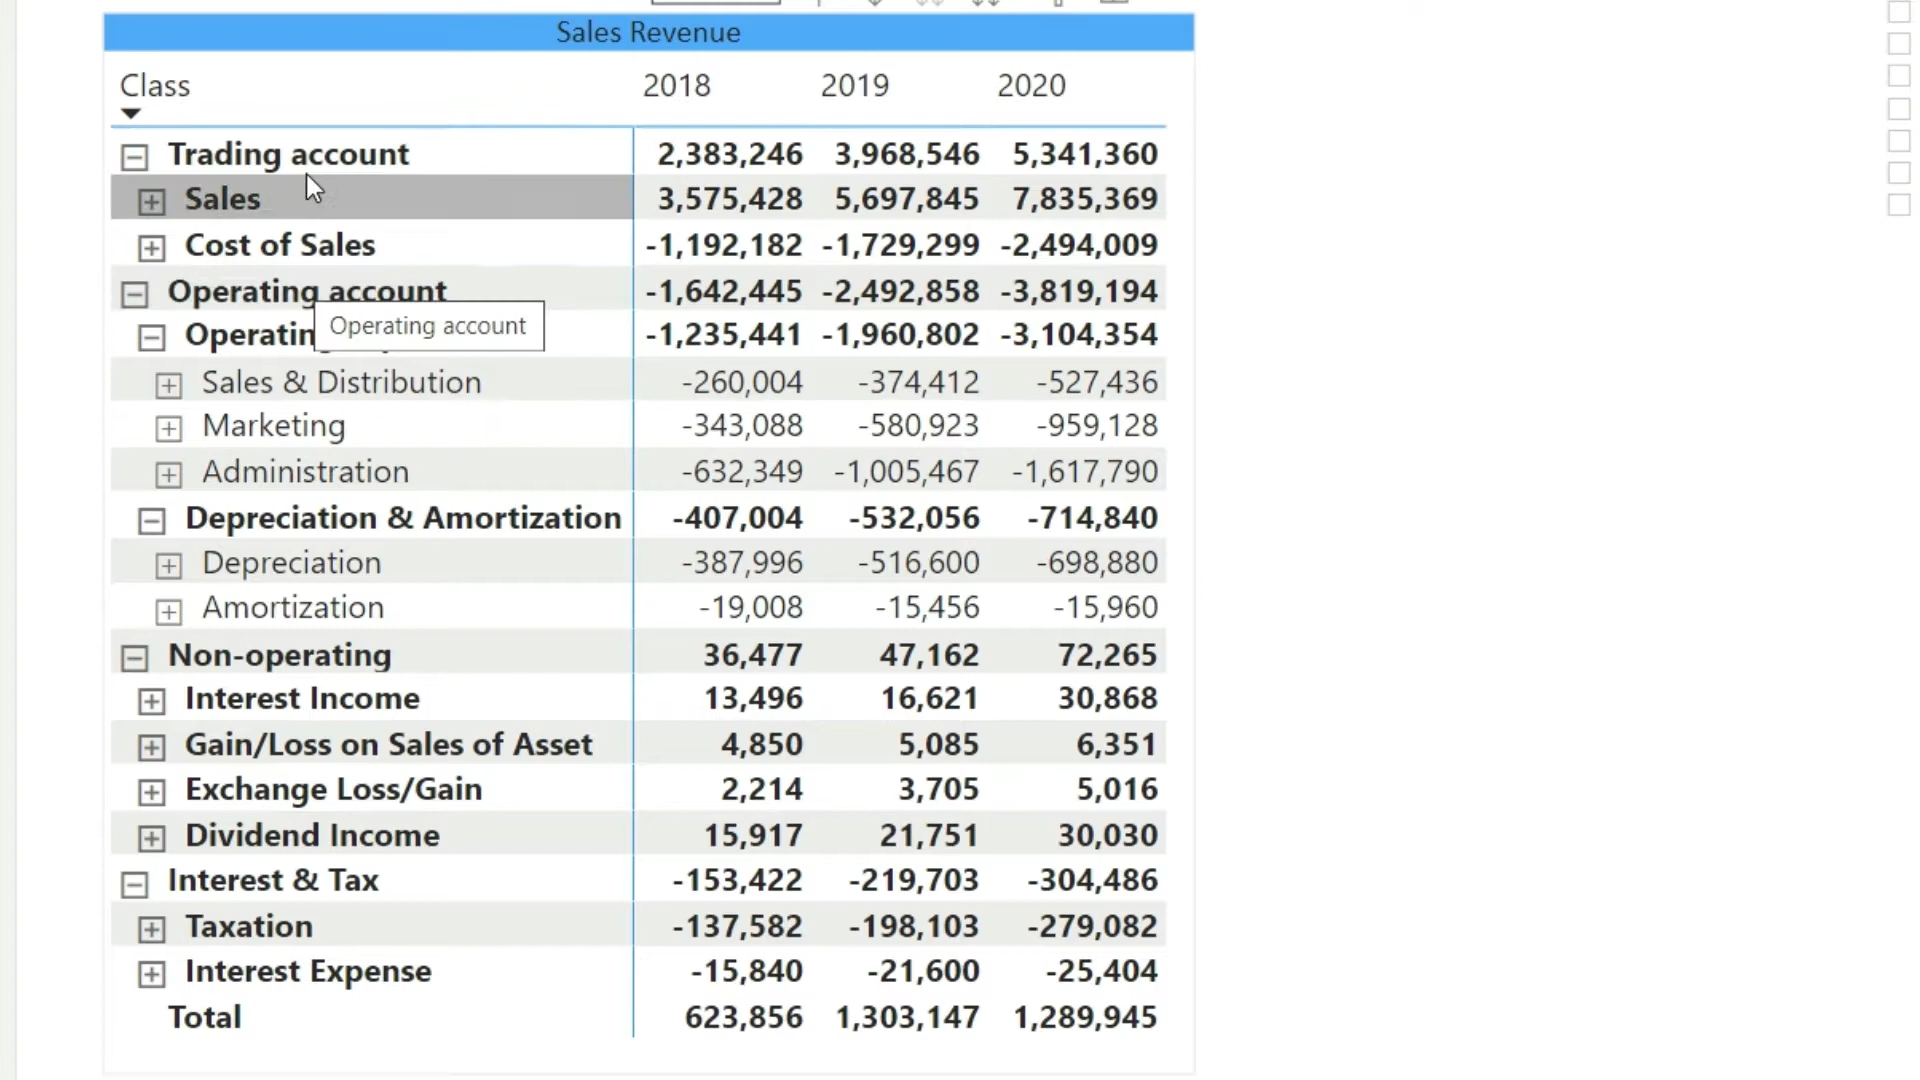 Sales Revenue
Class 2018 2019 2020
Trading account 2,383,246 3,968,546 5,341,360
Sales 3,575,428 5,697,845 7,835,369
Cost of Sales -1,192,182 -1,729,299 -2,494,009
Operating account -1,642,445 -2,492,858 -3,819,194
Operating account
Operatin -1,235,441 -1,960,802 -3,104,354
Sales & Distribution -260,004 -374,412 -527,436
Marketing -343,088 -580,923 -959,128
Administration -632,349 -1,005,467 -1,617,790
Depreciation & Amortization -407,004 -532,056 -714,840
Depreciation -387,996 -516,600 -698,880
Amortization -19,008 -15,456 -15,960
Non-operating 36,477 47,162 72,265
Interest Income 13,496 16,621 30,868
Gain/Loss on Sales of Asset 4,850 5,085 6,351
Exchange Loss/Gain 2,214 3,705 5,016
Dividend Income 15,917 21,751 30,030
Interest & Tax -153,422 -219,703 -304,486
Taxation -137,582 -198,103 -279,082
Interest Expense -15,840 -21,600 -25,404
Total 623,856 1,303,147 1,289,945